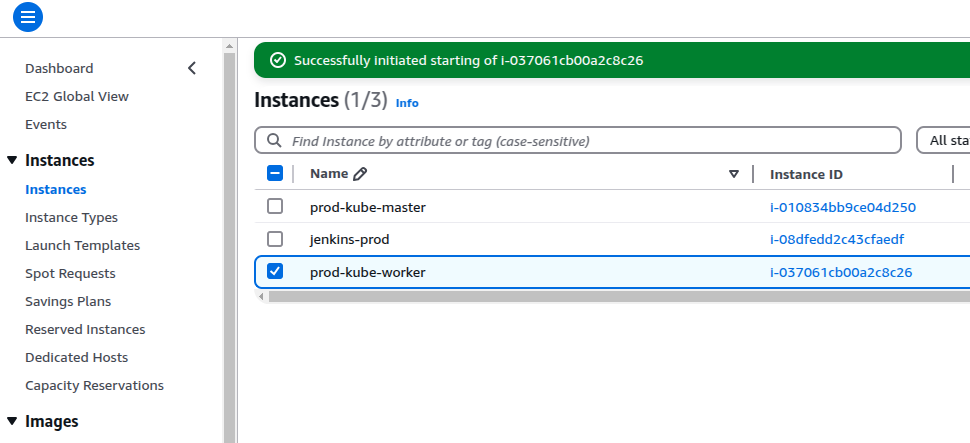 Successfully initiated starting of i-037061cb00a2c8c26
Dashboard
EC2 Global View
Events
Instances
Instances
Instance Types
Launch Templates
Spot Requests
Savings Plans
Reserved Instances
Dedicated Hosts
Capacity Reservations
Images
Instances (1/3) Info
Find Instance by attribute or tag (case-sensitive)
All sta
Name Instance ID
prod-kube-master i-010834bb9ce04d250
jenkins-prod i-08dfedd2c43cfaedf
prod-kube-worker i-037061cb00a2c8c26